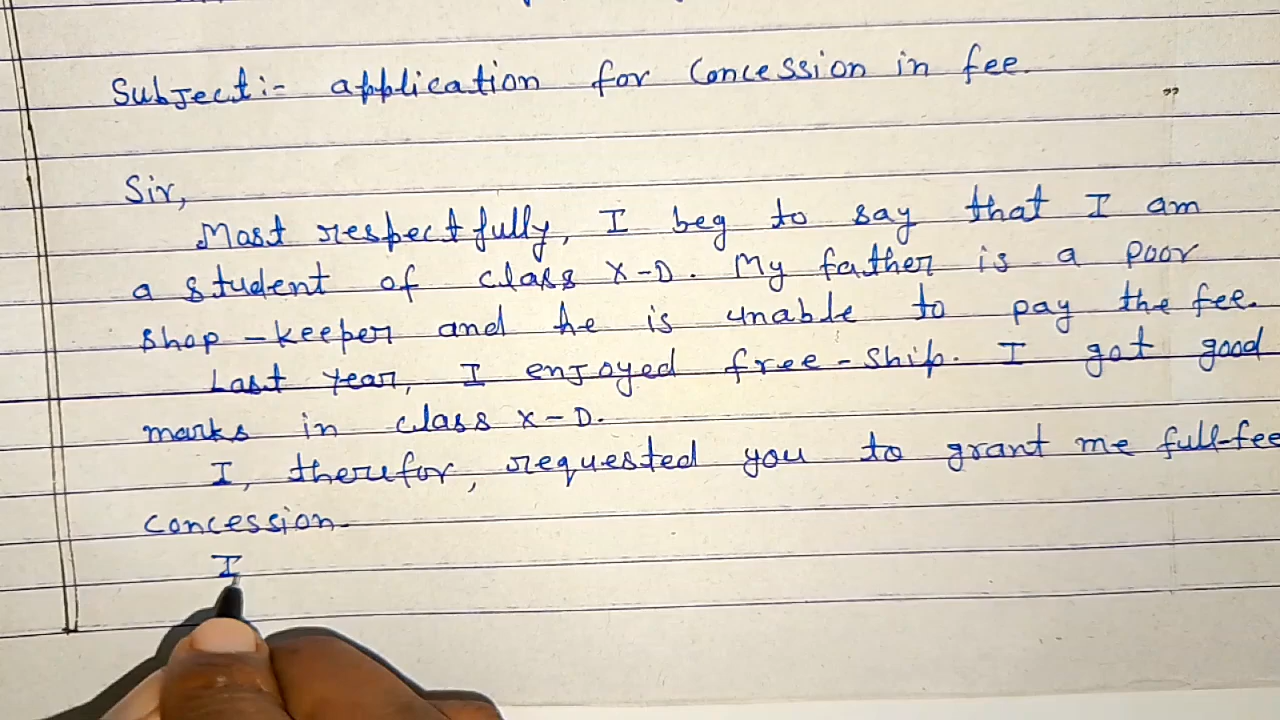 Subject:- application for Concession in fee.
Sir,
Most respectfully, I beg to say that I am
a student of class X-D. My father is a poor
shop-keeper and he is unable to pay the fee.
Last year, I enjoyed free-ship. I got good
marks in class X-D.
I, therefor, requested you to grant me full-fee
concession.
I